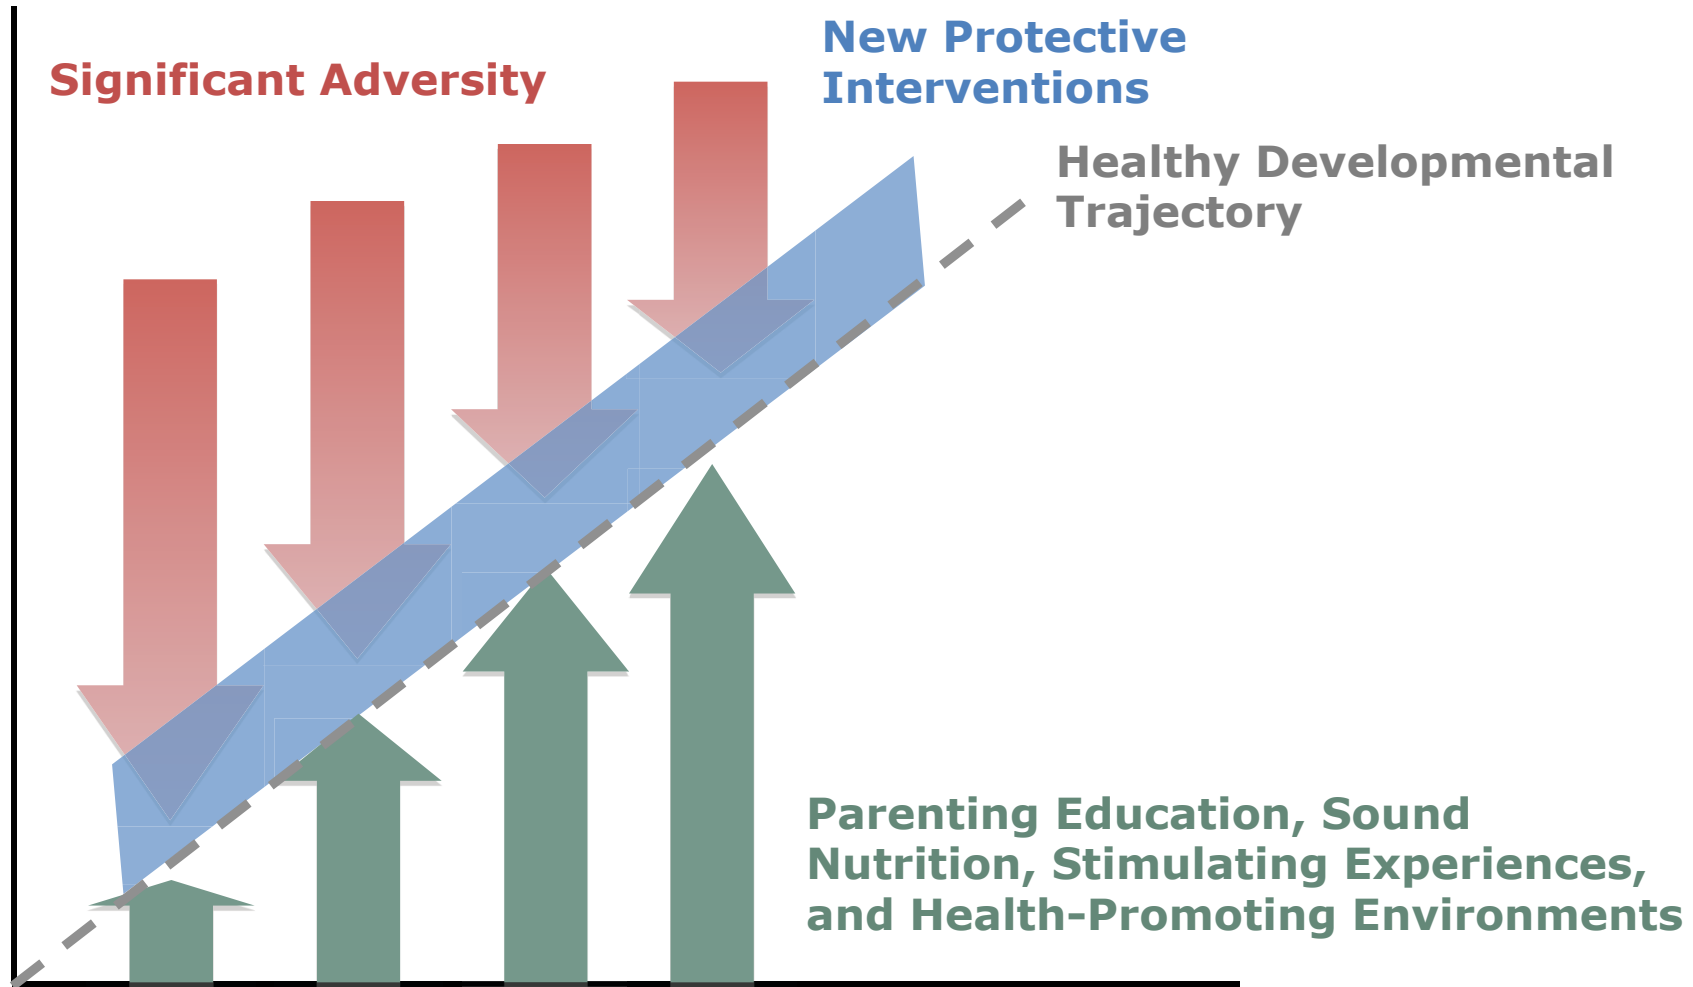 Significant Adversity
New Protective
Interventions
Healthy Developmental
Trajectory
Parenting Education, Sound
Nutrition, Stimulating Experiences,
and Health-Promoting Environments